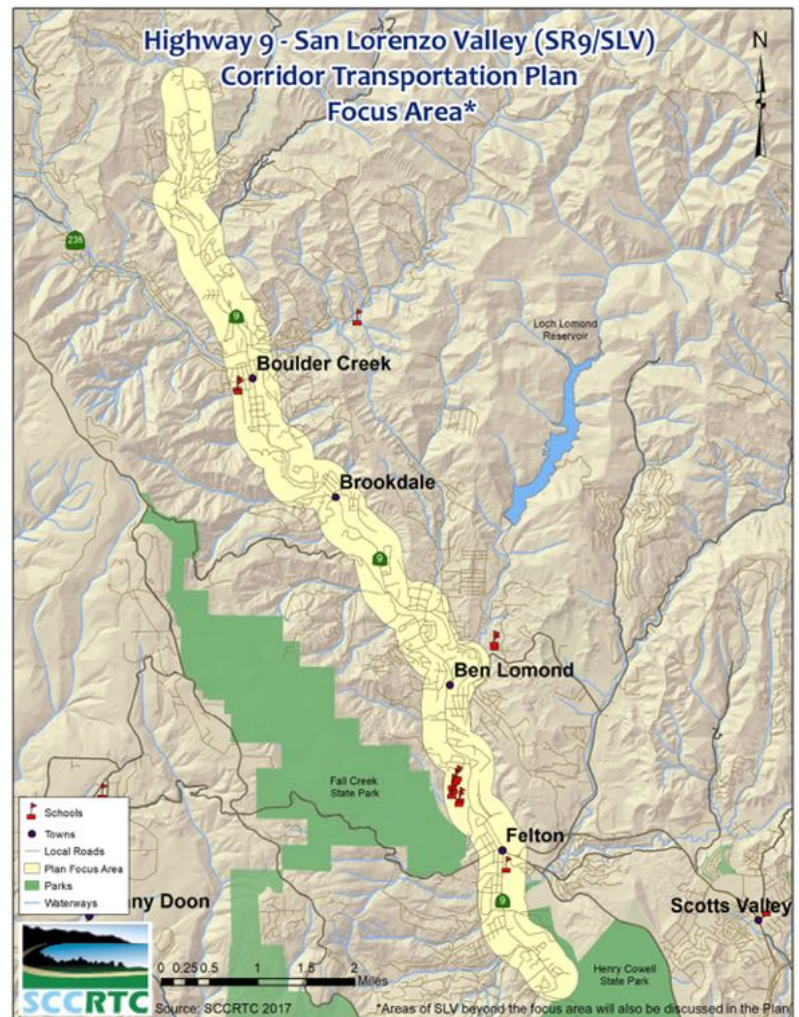 Highway 9 - San Lorenzo Valley (SR9/SLV)
Corridor Transportation Plan
Focus Area*
N
236
9
Loch Lomond
Reservoir
Boulder Creek
Brookdale
9
Ben Lomond
Fall Creek
State Park
Schools
Towns
Local Roads
Plan Focus Area
Parks
Waterways
Felton
ny Doon
9
Scotts Valley
Henry Cowell
State Park
0 0.25 0.5 1 1.5 2
Miles
SCCRTC
Source: SCCRTC 2017
*Areas of SLV beyond the focus area will also be discussed in the Plan